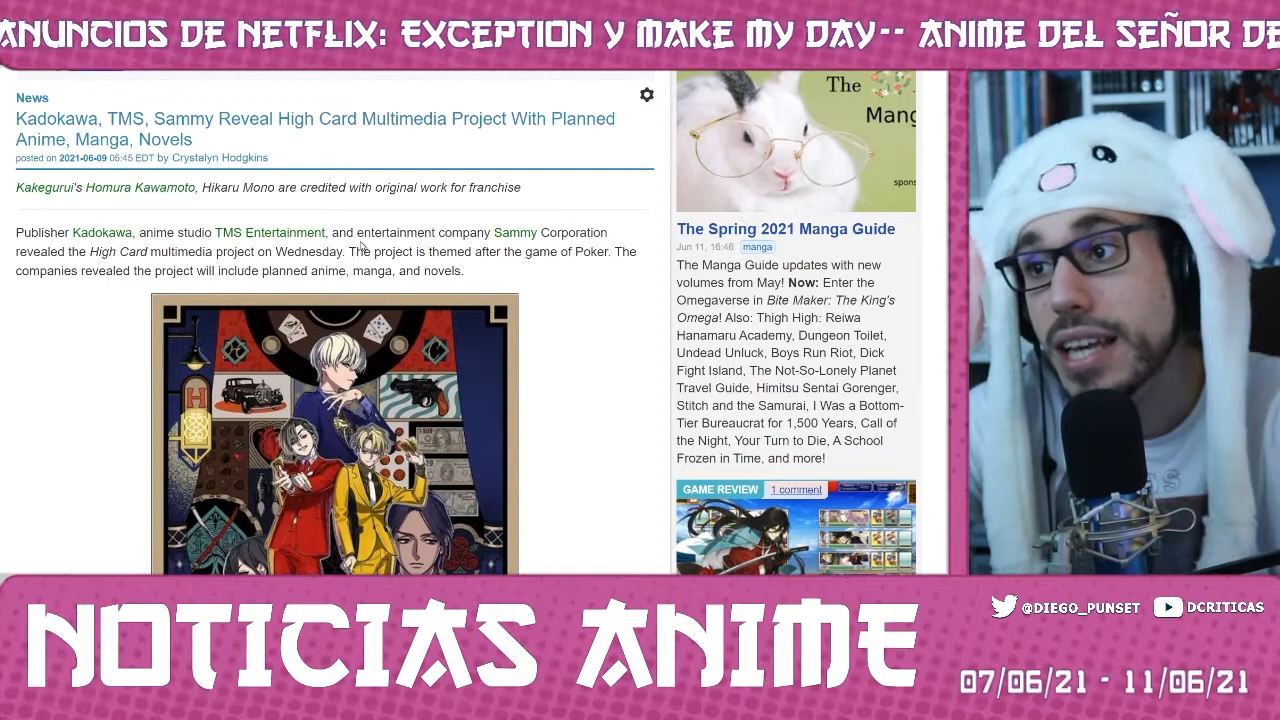 ANUNCIOS DE NETFLIX: EXCEPTION Y MAKE MY DAY-- ANIME DEL SEÑOR DE
News
Kadokawa, TMS, Sammy Reveal High Card Multimedia Project With Planned
Anime, Manga, Novels
posted on 2021-06-09 05:45 EDT by Crystalyn Hodgkins
Kakegurui's Homura Kawamoto, Hikaru Mono are credited with original work for franchise
Publisher Kadokawa, anime studio TMS Entertainment, and entertainment company Sammy Corporation
revealed the High Card multimedia project on Wednesday. The project is themed after the game of Poker. The
companies revealed the project will include planned anime, manga, and novels.
H
The
Mang
spons
The Spring 2021 Manga Guide
Jun 11, 16:46 manga
The Manga Guide updates with new
volumes from May! Now: Enter the
Omegaverse in Bite Maker: The King's
Omega! Also: Thigh High: Reiwa
Hanamaru Academy, Dungeon Toilet,
Undead Unluck, Boys Run Riot, Dick
Fight Island, The Not-So-Lonely Planet
Travel Guide, Himitsu Sentai Gorenger,
Stitch and the Samurai, I Was a Bottom-
Tier Bureaucrat for 1,500 Years, Call of
the Night, Your Turn to Die, A School
Frozen in Time, and more!
GAME REVIEW 1 comment
NOTICIAS ANIME
@DIEGO_PUNSET DCRITICAS
07/06/21 - 11/06/21